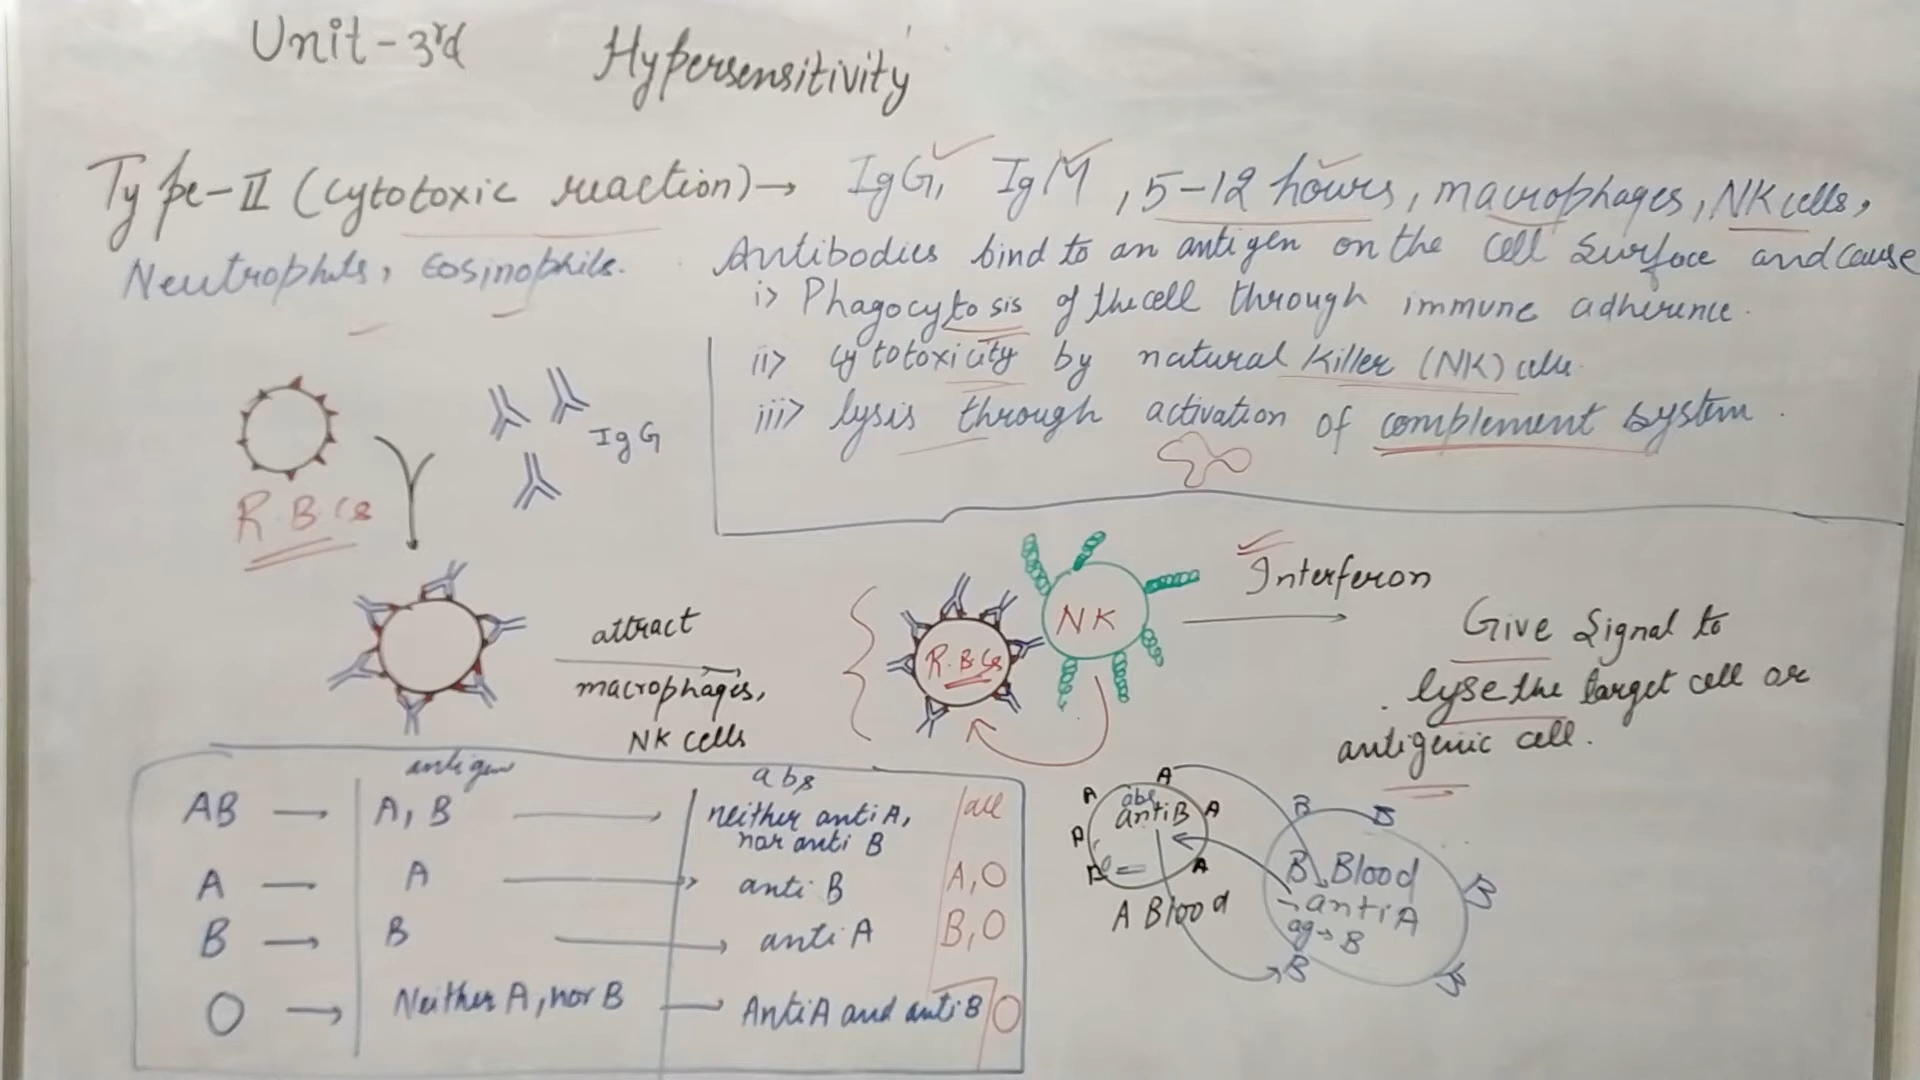 Unit-3rd Hypersensitivity
Type-II (Cytotoxic reaction) → IgG, IgM, 5-12 hours, macrophages, NK cells,
Neutrophils, Eosinophils. Antibodies bind to an antigen on the cell surface and cause
i> Phagocytosis of the cell through immune adherence.
ii> Cytotoxicity by natural Killer (NK) cells
iii> lysis through activation of complement system.
IgG
R.B.Cs
attract
macrophages,
NK cells
R.B.Cs
NK
Interferon
Give Signal to
lyse the target cell or
antigenic cell.
antigen abs
AB → A, B → neither anti A, all
nor anti B
A — A → anti B A,O
B → B → anti A B,O
O → Neither A, nor B → Anti A and anti B O
A
A
A
A
abs
anti B
A Blood
B
B
B Blood
anti A
ag → B
B
B
B